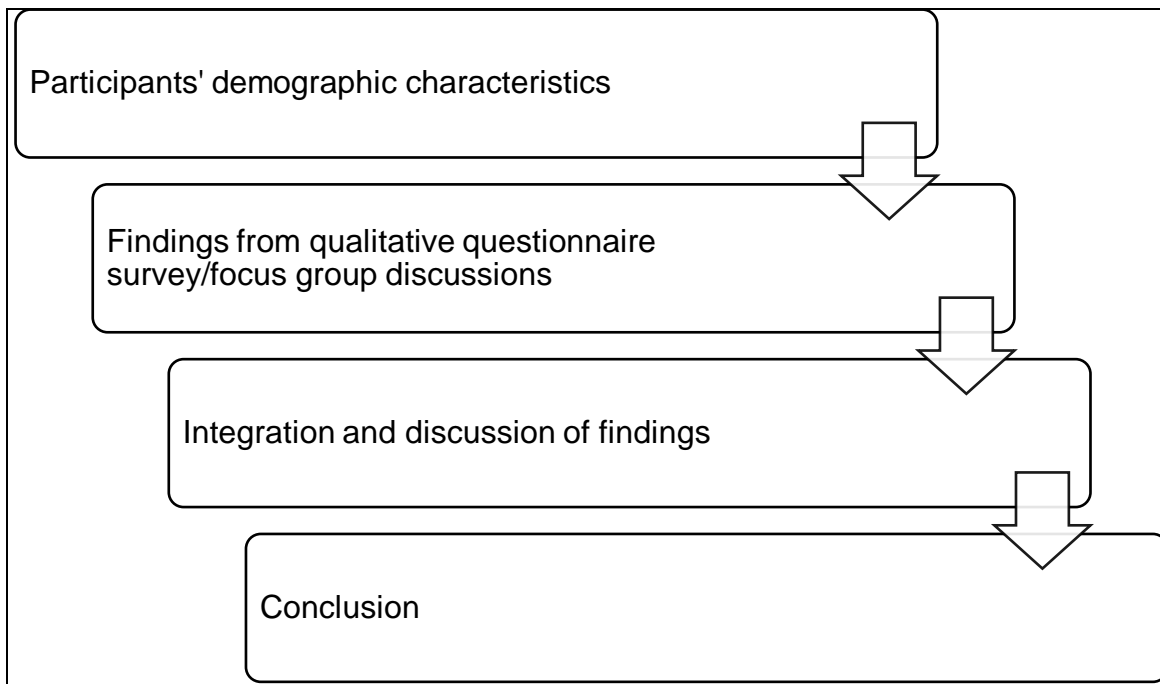 Participants' demographic characteristics
Findings from qualitative questionnaire
survey/focus group discussions
Integration and discussion of findings
Conclusion